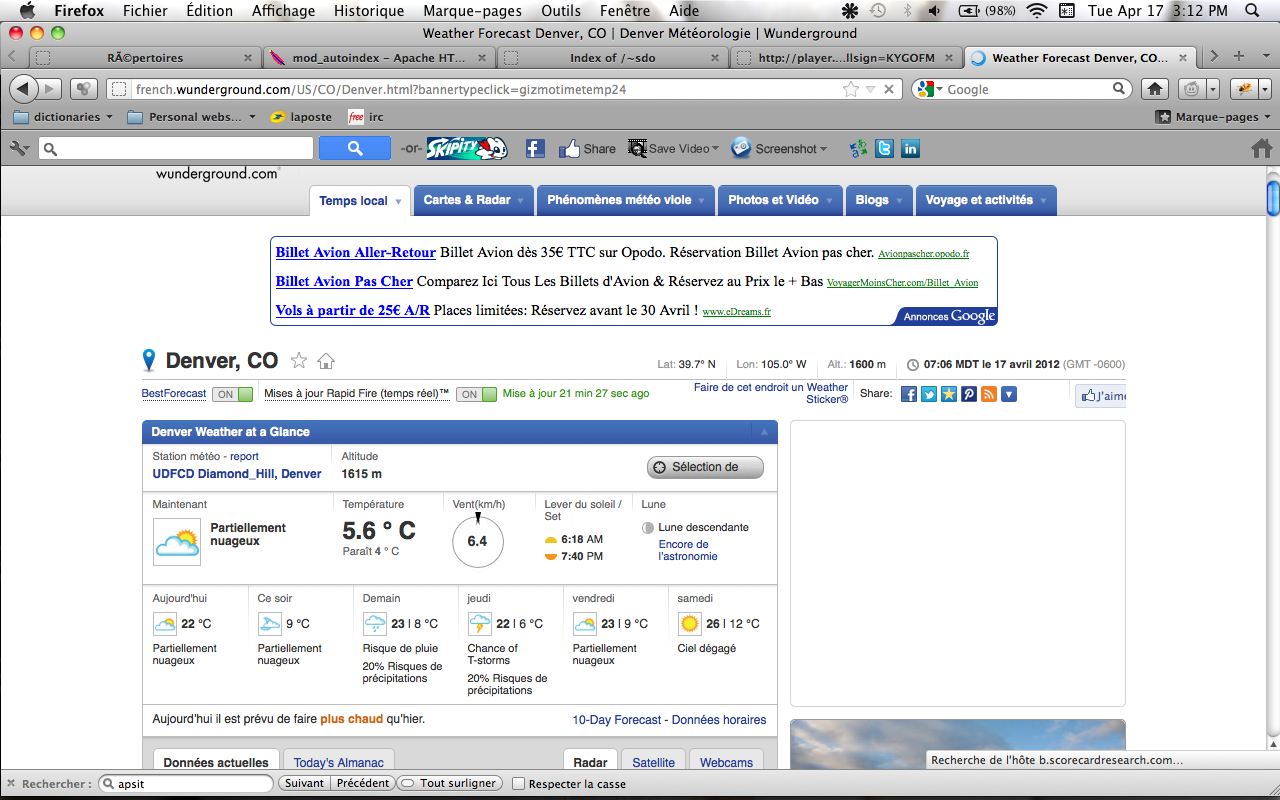 Firefox Fichier Édition Affichage Historique Marque-pages Outils Fenêtre Aide (98%) Tue Apr 17 3:12 PM
Weather Forecast Denver, CO | Denver Météorologie | Wunderground
RÃ©pertoires mod_autoindex – Apache HT... Index of /~sdo http://player....llsign=KYGOFM Weather Forecast Denver, CO...
french.wunderground.com/US/CO/Denver.html?bannertypeclick=gizmotimetemp24 Google
dictionaries Personal webs... laposte free irc Marque-pages
-or- SKIPITY Share Save Video Screenshot
wunderground.com
Temps local Cartes & Radar Phénomènes météo viole Photos et Vidéo Blogs Voyage et activités
Billet Avion Aller-Retour Billet Avion dès 35€ TTC sur Opodo. Réservation Billet Avion pas cher. Avionpascher.opodo.fr
Billet Avion Pas Cher Comparez Ici Tous Les Billets d'Avion & Réservez au Prix le + Bas VoyagerMoinsCher.com/Billet_Avion
Vols à partir de 25€ A/R Places limitées: Réservez avant le 30 Avril ! www.eDreams.fr
Annonces Google
Denver, CO Lat: 39.7° N Lon: 105.0° W Alt.: 1600 m 07:06 MDT le 17 avril 2012 (GMT -0600)
BestForecast ON Mises à jour Rapid Fire (temps réel)™ ON Mise à jour 21 min 27 sec ago Faire de cet endroit un Weather Sticker® Share: J'aime
Denver Weather at a Glance
Station météo - report Altitude
UDFCD Diamond_Hill, Denver 1615 m Sélection de
Maintenant Température Vent(km/h) Lever du soleil / Set Lune
Partiellement nuageux 5.6 ° C Paraît 4 ° C 6.4 6:18 AM 7:40 PM Lune descendante Encore de l'astronomie
Aujourd'hui Ce soir Demain jeudi vendredi samedi
22 °C 9 °C 23 | 8 °C 22 | 6 °C 23 | 9 °C 26 | 12 °C
Partiellement nuageux Partiellement nuageux Risque de pluie Chance of T-storms Partiellement nuageux Ciel dégagé
20% Risques de précipitations 20% Risques de précipitations
Aujourd'hui il est prévu de faire plus chaud qu'hier. 10-Day Forecast - Données horaires
Données actuelles Today's Almanac Radar Satellite Webcams
Recherche de l'hôte b.scorecardresearch.com...
Rechercher : apsit Suivant Précédent Tout surligner Respecter la casse